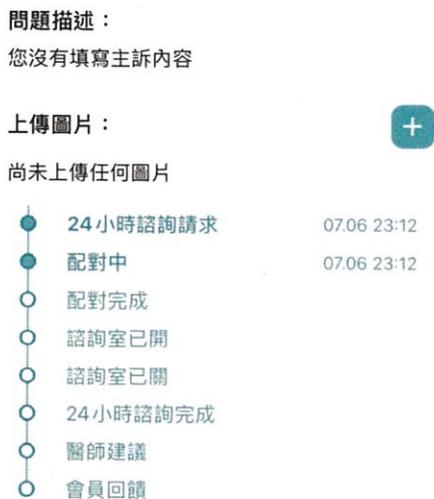 問題描述：
您沒有填寫主訴內容
上傳圖片：
+
尚未上傳任何圖片
24小時諮詢請求 07.06 23:12
配對中 07.06 23:12
配對完成
諮詢室已開
諮詢室已關
24小時諮詢完成
醫師建議
會員回饋